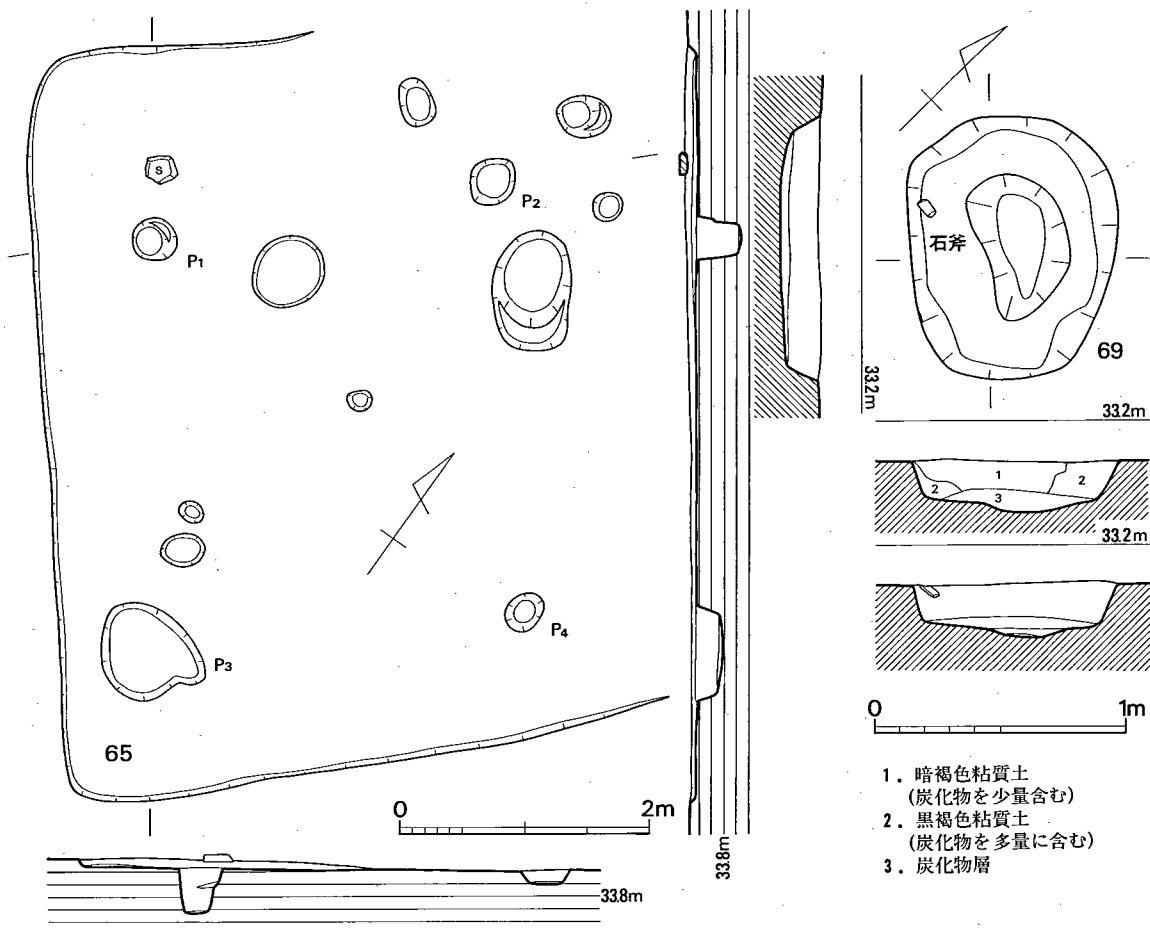 S
P1
P2
P3
P4
65
0 2m
33.8m
33.8m
33.2m
石斧
69
33.2m
33.2m
0 1m
1. 暗褐色粘質土
(炭化物を少量含む)
2. 黒褐色粘質土
(炭化物を多量に含む)
3. 炭化物層
1
2
2
3